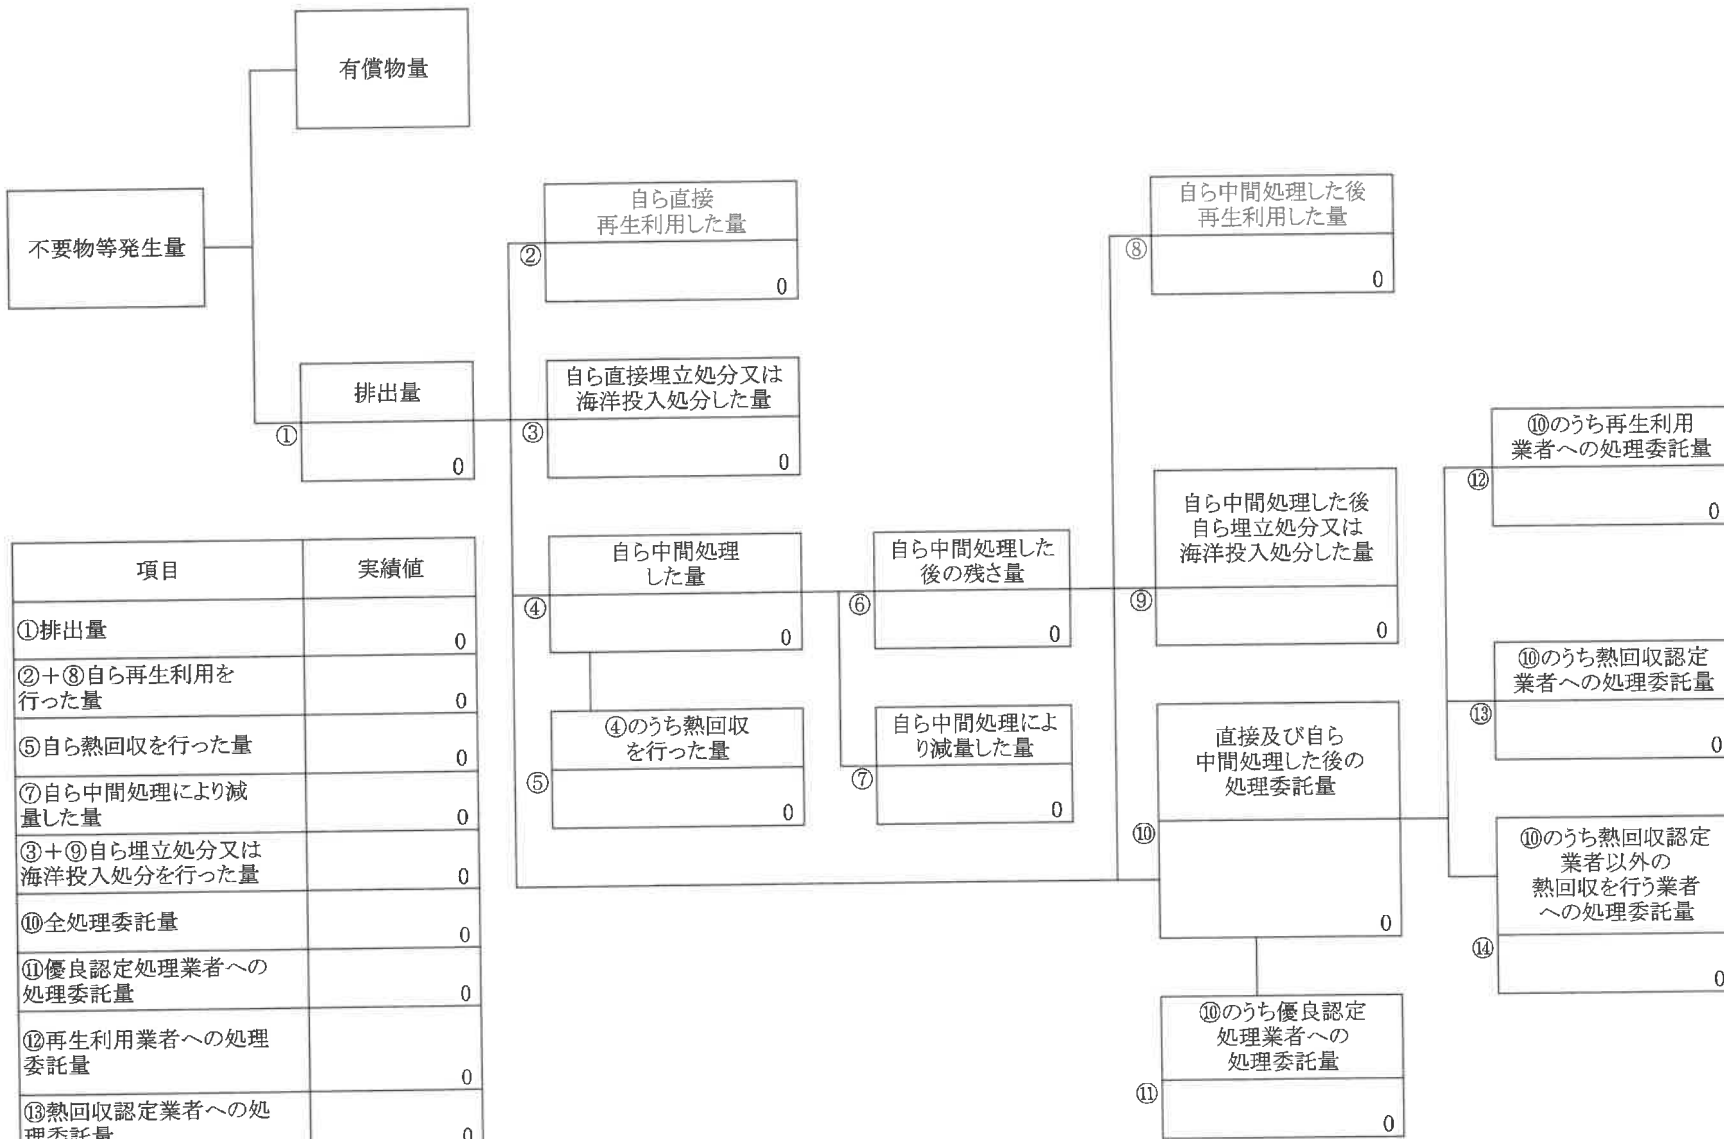 有償物量
不要物等発生量
①
排出量
0
②
自ら直接
再生利用した量
0
③
自ら直接埋立処分又は
海洋投入処分した量
0
④
自ら中間処理
した量
0
⑤
④のうち熱回収
を行った量
0
⑥
自ら中間処理した
後の残さ量
0
⑦
自ら中間処理によ
り減量した量
0
⑧
自ら中間処理した後
再生利用した量
0
⑨
自ら中間処理した後
自ら埋立処分又は
海洋投入処分した量
0
⑩
直接及び自ら
中間処理した後の
処理委託量
0
⑪
⑩のうち優良認定
処理業者への
処理委託量
0
⑫
⑩のうち再生利用
業者への処理委託量
0
⑬
⑩のうち熱回収認定
業者への処理委託量
0
⑭
⑩のうち熱回収認定
業者以外の
熱回収を行う業者
への処理委託量
0
項目 実績値
①排出量
0
②+⑧自ら再生利用を
行った量
0
⑤自ら熱回収を行った量
0
⑦自ら中間処理により減
量した量
0
③+⑨自ら埋立処分又は
海洋投入処分を行った量
0
⑩全処理委託量
0
⑪優良認定処理業者への
処理委託量
0
⑫再生利用業者への処理
委託量
0
⑬熱回収認定業者への処
理委託量
0